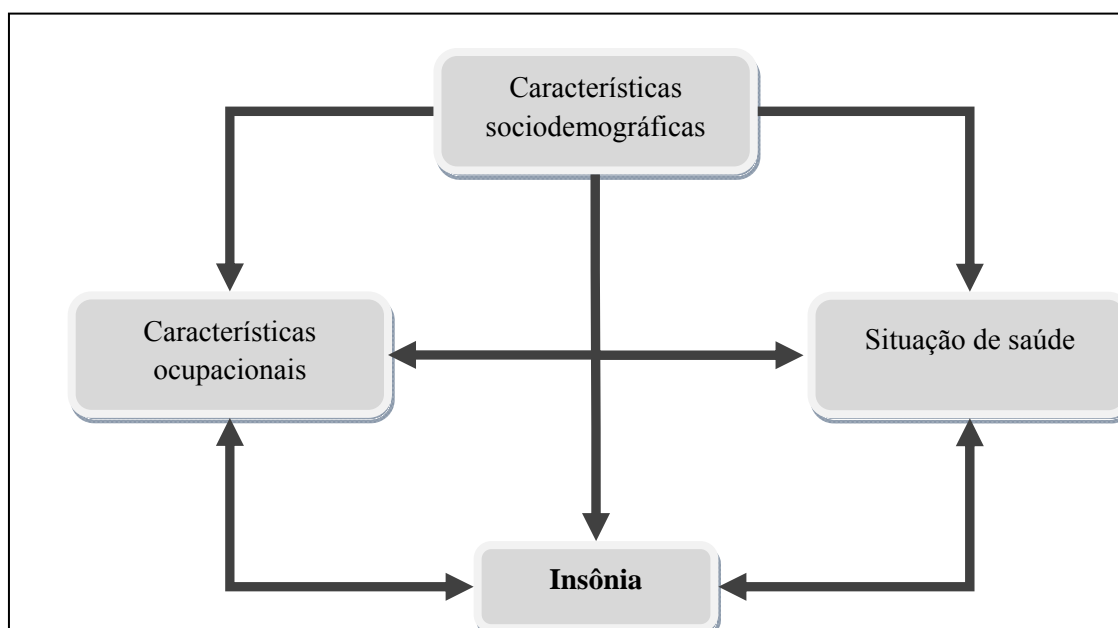 Características
sociodemográficas
Características
ocupacionais
Situação de saúde
Insônia